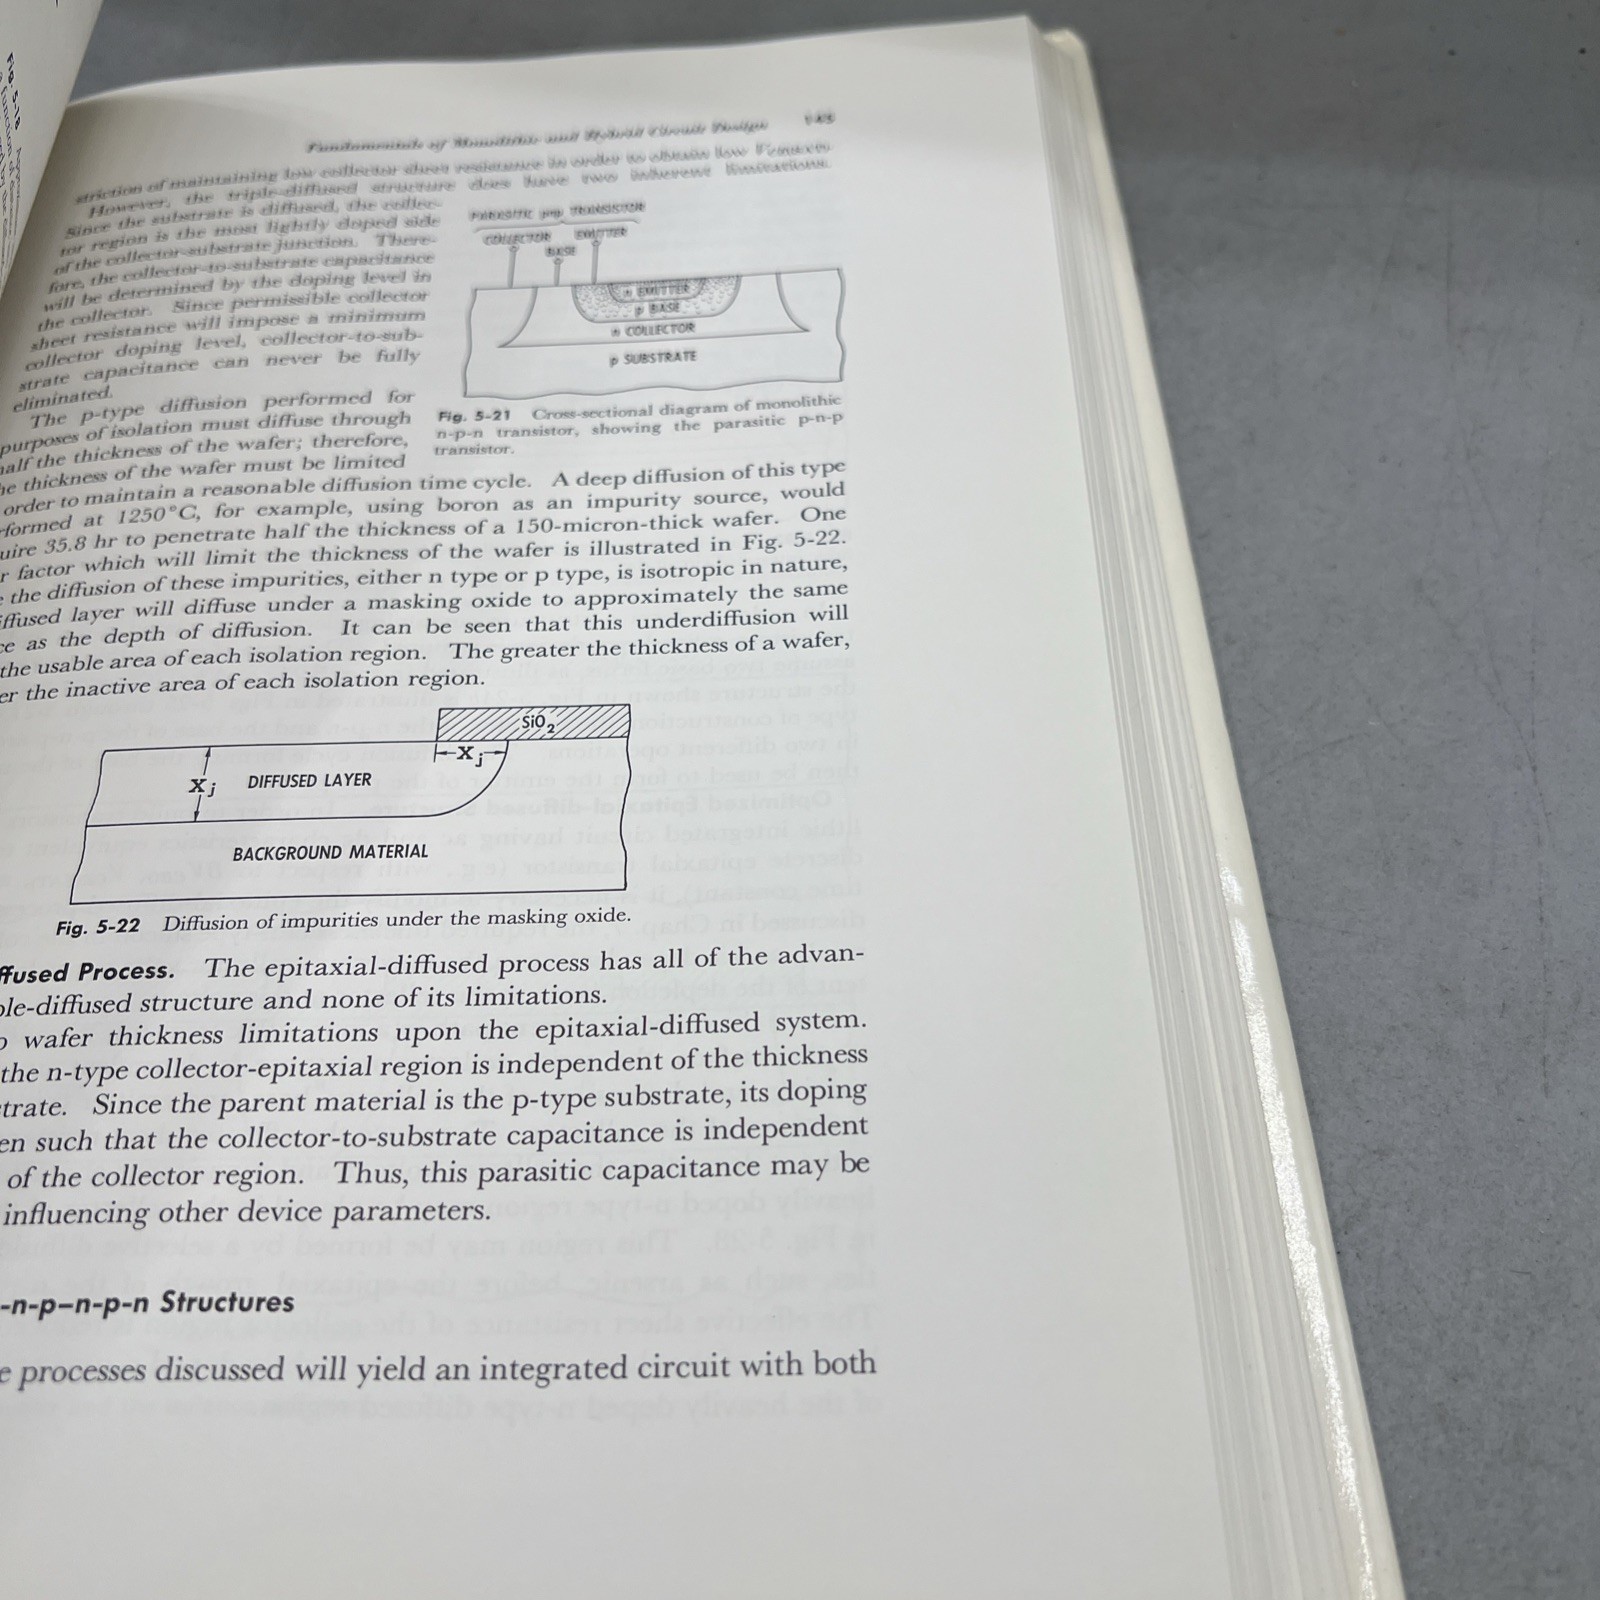 Fig. 5-18
Fundamentals of Monolithic and Hybrid Circuit Design
striction of maintaining low collector sheet resistance in order to obtain low
However, the triple-diffused structure does have two inherent limitations.
Since the substrate is diffused, the collec-
tor region is the most lightly doped side
of the collector-substrate junction. There-
fore, the collector-to-substrate capacitance
will be determined by the doping level in
the collector. Since permissible collector
sheet resistance will impose a minimum
collector doping level, collector-to-sub-
strate capacitance can never be fully
eliminated.
PARASITIC pnp TRANSISTOR
COLLECTOR EMITTER
BASE
n EMITTER
p BASE
n COLLECTOR
p SUBSTRATE
Fig. 5-21 Cross-sectional diagram of monolithic
n-p-n transistor, showing the parasitic p-n-p
transistor.
The p-type diffusion performed for
purposes of isolation must diffuse through
half the thickness of the wafer; therefore,
he thickness of the wafer must be limited
order to maintain a reasonable diffusion time cycle. A deep diffusion of this type
rformed at 1250°C, for example, using boron as an impurity source, would
uire 35.8 hr to penetrate half the thickness of a 150-micron-thick wafer. One
r factor which will limit the thickness of the wafer is illustrated in Fig. 5-22.
e the diffusion of these impurities, either n type or p type, is isotropic in nature,
iffused layer will diffuse under a masking oxide to approximately the same
ce as the depth of diffusion. It can be seen that this underdiffusion will
the usable area of each isolation region. The greater the thickness of a wafer,
er the inactive area of each isolation region.
SiO2
Xj
Xj DIFFUSED LAYER
BACKGROUND MATERIAL
Fig. 5-22 Diffusion of impurities under the masking oxide.
ffused Process. The epitaxial-diffused process has all of the advan-
ple-diffused structure and none of its limitations.
o wafer thickness limitations upon the epitaxial-diffused system.
the n-type collector-epitaxial region is independent of the thickness
strate. Since the parent material is the p-type substrate, its doping
en such that the collector-to-substrate capacitance is independent
of the collector region. Thus, this parasitic capacitance may be
influencing other device parameters.
-n-p–n-p-n Structures
e processes discussed will yield an integrated circuit with both